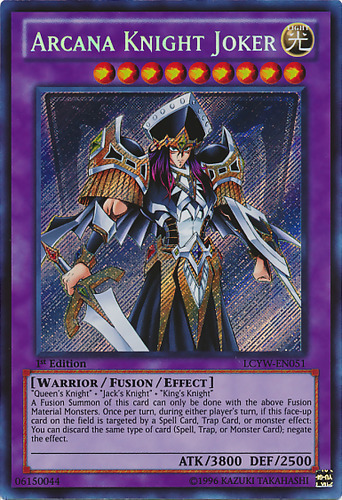 ARCANA KNIGHT JOKER
LIGHT
光
1st Edition
LCYW-EN051
[WARRIOR / FUSION / EFFECT]
"Queen's Knight" + "Jack's Knight" + "King's Knight"
A Fusion Summon of this card can only be done with the above Fusion
Material Monsters. Once per turn, during either player's turn, if this face-up
card on the field is targeted by a Spell Card, Trap Card, or monster effect:
You can discard the same type of card (Spell, Trap, or Monster Card); negate
the effect.
ATK/3800 DEF/2500
06150044
©1996 KAZUKI TAKAHASHI